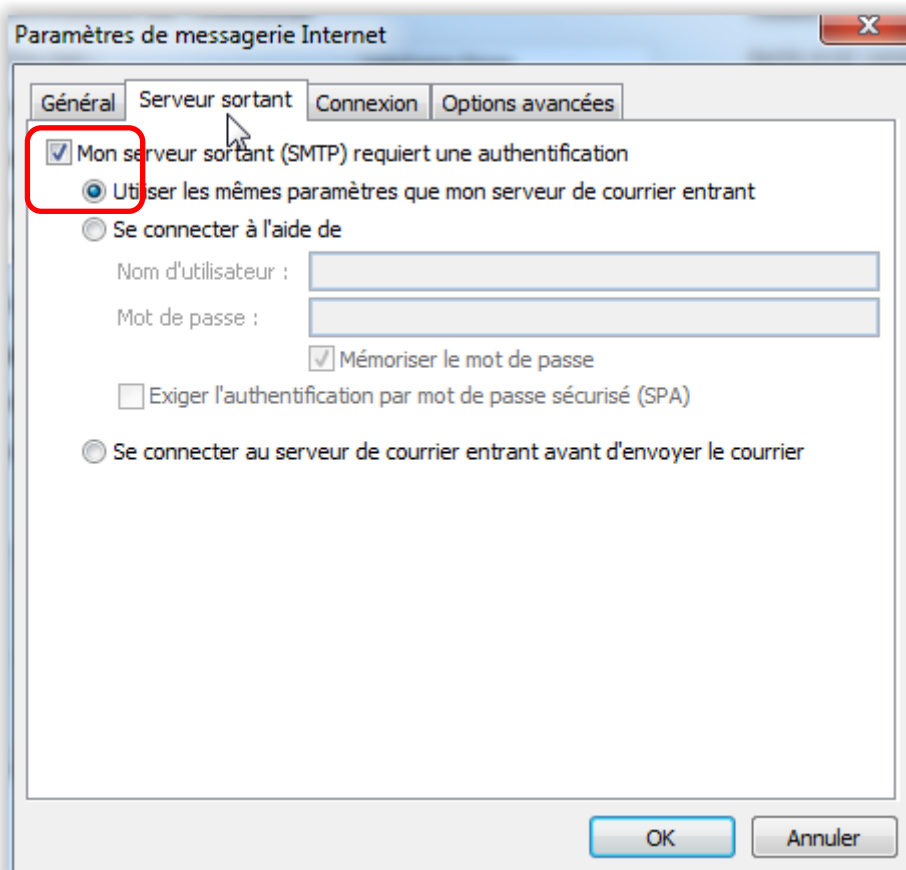 Paramètres de messagerie Internet
Général Serveur sortant Connexion Options avancées
Mon serveur sortant (SMTP) requiert une authentification
Utiliser les mêmes paramètres que mon serveur de courrier entrant
Se connecter à l'aide de
Nom d'utilisateur :
Mot de passe :
Mémoriser le mot de passe
Exiger l'authentification par mot de passe sécurisé (SPA)
Se connecter au serveur de courrier entrant avant d'envoyer le courrier
OK Annuler